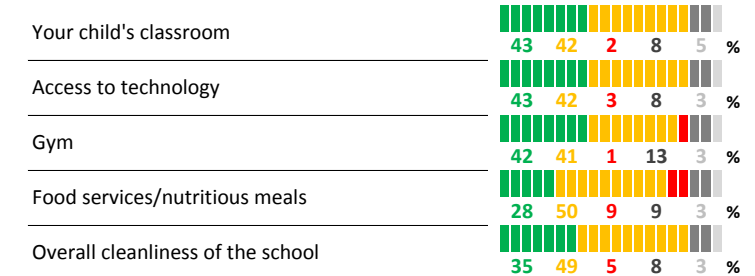 Your child's classroom
43 42 2 8 5 %
Access to technology
43 42 3 8 3 %
Gym
42 41 1 13 3 %
Food services/nutritious meals
28 50 9 9 3 %
Overall cleanliness of the school
35 49 5 8 3 %